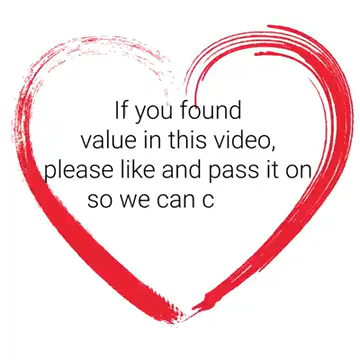 If you found
value in this video,
please like and pass it on
so we can c